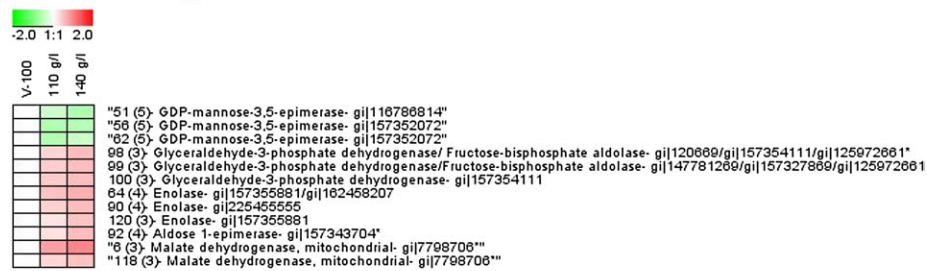 -2.0 1:1 2.0
V-100
110 g/l
140 g/l
"51 (5)- GDP-mannose-3,5-epimerase- gi|116786814"
"56 (5)- GDP-mannose-3,5-epimerase- gi|157352072"
"62 (5)- GDP-mannose-3,5-epimerase- gi|157352072"
98 (3)- Glyceraldehyde-3-phosphate dehydrogenase/ Fructose-bisphosphate aldolase- gi|120669/gi|157354111/gi|125972661*
99 (3)- Glyceraldehyde-3-phosphate dehydrogenase/Fructose-bisphosphate aldolase- gi|147781269/gi|157327869/gi|125972661
100 (3)- Glyceraldehyde-3-phosphate dehydrogenase- gi|157354111
64 (4)- Enolase- gi|157355881/gi|162458207
90 (4)- Enolase- gi|225455555
120 (3)- Enolase- gi|157355881
92 (4)- Aldose 1-epimerase- gi|157343704*
"6 (3)- Malate dehydrogenase, mitochondrial- gi|7798706*"
"118 (3)- Malate dehydrogenase, mitochondrial- gi|7798706*"